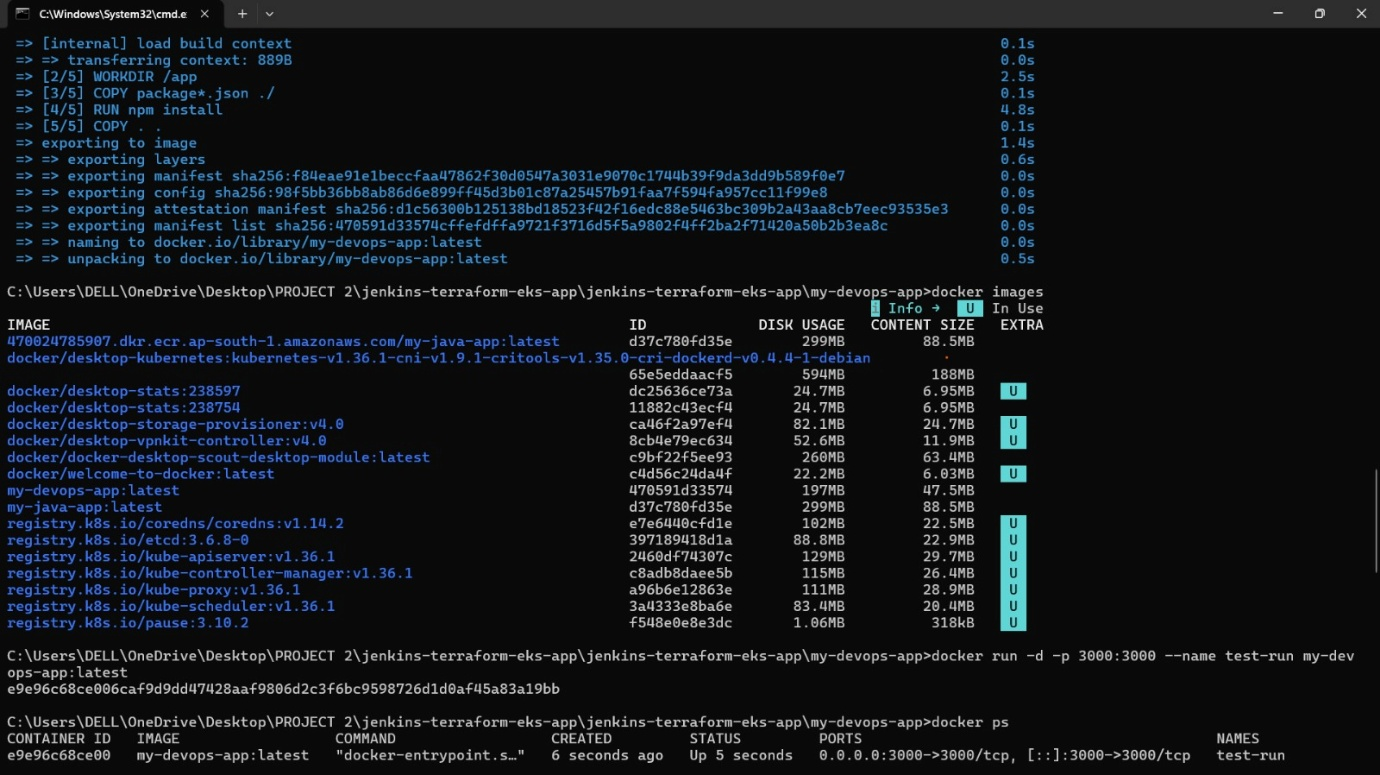 C:\Windows\System32\cmd.e
=> [internal] load build context 0.1s
=> => transferring context: 889B 0.0s
=> [2/5] WORKDIR /app 2.5s
=> [3/5] COPY package*.json ./ 0.1s
=> [4/5] RUN npm install 4.8s
=> [5/5] COPY . . 0.1s
=> exporting to image 1.4s
=> => exporting layers 0.6s
=> => exporting manifest sha256:f84eae91e1beccfaa47862f30d0547a3031e9070c1744b39f9da3dd9b589f0e7 0.0s
=> => exporting config sha256:98f5bb36bb8ab86d6e899ff45d3b01c87a25457b91faa7f594fa957cc11f99e8 0.0s
=> => exporting attestation manifest sha256:d1c56300b125138bd18523f42f16edc88e5463bc309b2a43aa8cb7eec93535e3 0.0s
=> => exporting manifest list sha256:470591d33574cffefdffa9721f3716d5f5a9802f4ff2ba2f71420a50b2b3ea8c 0.0s
=> => naming to docker.io/library/my-devops-app:latest 0.0s
=> => unpacking to docker.io/library/my-devops-app:latest 0.5s
C:\Users\DELL\OneDrive\Desktop\PROJECT 2\jenkins-terraform-eks-app\jenkins-terraform-eks-app\my-devops-app>docker images
i Info → U In Use
IMAGE ID DISK USAGE CONTENT SIZE EXTRA
470024785907.dkr.ecr.ap-south-1.amazonaws.com/my-java-app:latest d37c780fd35e 299MB 88.5MB
docker/desktop-kubernetes:kubernetes-v1.36.1-cni-v1.9.1-critools-v1.35.0-cri-dockerd-v0.4.4-1-debian
65e5eddaacf5 594MB 188MB
docker/desktop-stats:238597 dc25636ce73a 24.7MB 6.95MB U
docker/desktop-stats:238754 11882c43ecf4 24.7MB 6.95MB
docker/desktop-storage-provisioner:v4.0 ca46f2a97ef4 82.1MB 24.7MB U
docker/desktop-vpnkit-controller:v4.0 8cb4e79ec634 52.6MB 11.9MB U
docker/docker-desktop-scout-desktop-module:latest c9bf22f5ee93 260MB 63.4MB
docker/welcome-to-docker:latest c4d56c24da4f 22.2MB 6.03MB U
my-devops-app:latest 470591d33574 197MB 47.5MB
my-java-app:latest d37c780fd35e 299MB 88.5MB
registry.k8s.io/coredns/coredns:v1.14.2 e7e6440cfd1e 102MB 22.5MB U
registry.k8s.io/etcd:3.6.8-0 397189418d1a 88.8MB 22.9MB U
registry.k8s.io/kube-apiserver:v1.36.1 2460df74307c 129MB 29.7MB U
registry.k8s.io/kube-controller-manager:v1.36.1 c8adb8daee5b 115MB 26.4MB U
registry.k8s.io/kube-proxy:v1.36.1 a96b6e12863e 111MB 28.9MB U
registry.k8s.io/kube-scheduler:v1.36.1 3a4333e8ba6e 83.4MB 20.4MB U
registry.k8s.io/pause:3.10.2 f548e0e8e3dc 1.06MB 318kB U
C:\Users\DELL\OneDrive\Desktop\PROJECT 2\jenkins-terraform-eks-app\jenkins-terraform-eks-app\my-devops-app>docker run -d -p 3000:3000 --name test-run my-dev
ops-app:latest
e9e96c68ce006caf9d9dd47428aaf9806d2c3f6bc9598726d1d0af45a83a19bb
C:\Users\DELL\OneDrive\Desktop\PROJECT 2\jenkins-terraform-eks-app\jenkins-terraform-eks-app\my-devops-app>docker ps
CONTAINER ID IMAGE COMMAND CREATED STATUS PORTS NAMES
e9e96c68ce00 my-devops-app:latest "docker-entrypoint.s…" 6 seconds ago Up 5 seconds 0.0.0.0:3000->3000/tcp, [::]:3000->3000/tcp test-run